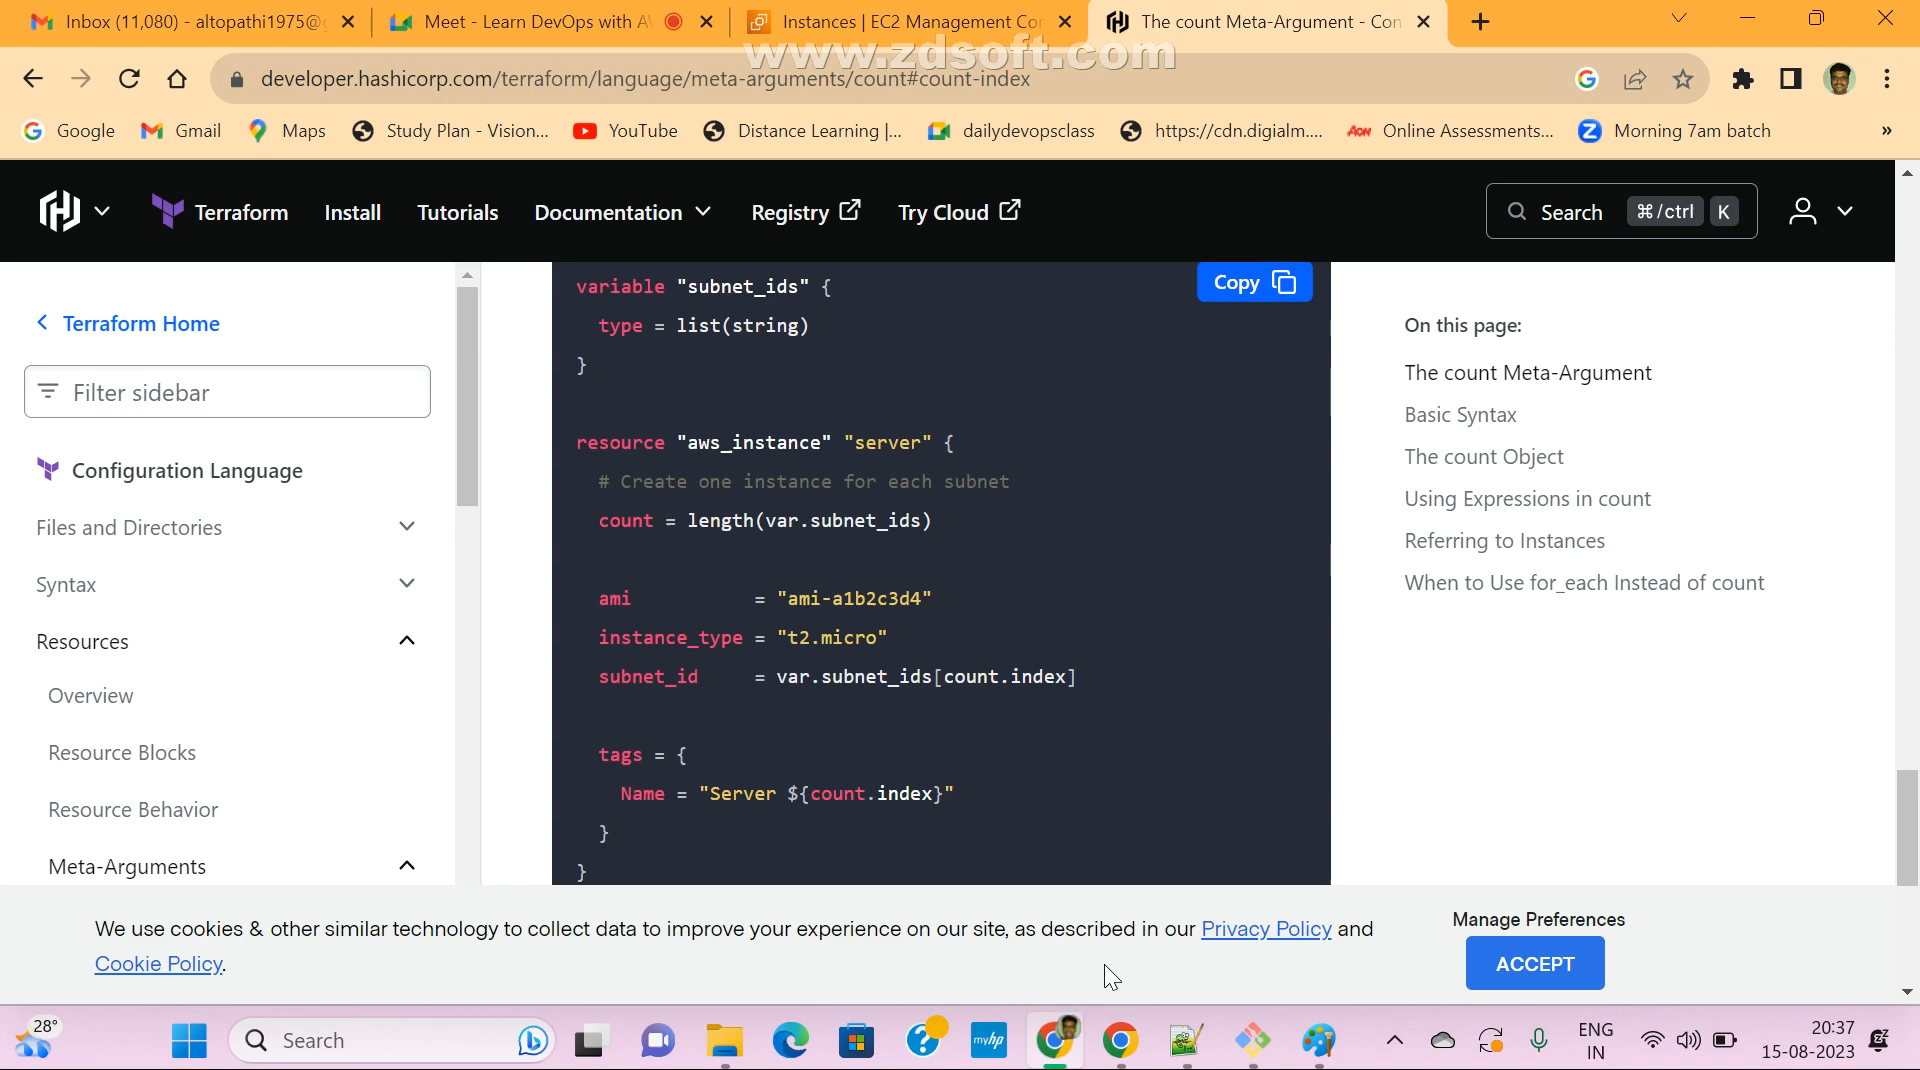 Inbox (11,080) - altopathi1975@g
Meet - Learn DevOps with AW
Instances | EC2 Management Con
The count Meta-Argument - Con
www.zdsoft.com
developer.hashicorp.com/terraform/language/meta-arguments/count#count-index
Google
Gmail
Maps
Study Plan - Vision...
YouTube
Distance Learning |...
dailydevopsclass
https://cdn.digialm....
Aon Online Assessments...
Z Morning 7am batch
»
Terraform
Install
Tutorials
Documentation
Registry
Try Cloud
Search ⌘/ctrl K
Terraform Home
Filter sidebar
Configuration Language
Files and Directories
Syntax
Resources
Overview
Resource Blocks
Resource Behavior
Meta-Arguments
Copy
variable "subnet_ids" {
type = list(string)
}
resource "aws_instance" "server" {
# Create one instance for each subnet
count = length(var.subnet_ids)
ami = "ami-a1b2c3d4"
instance_type = "t2.micro"
subnet_id = var.subnet_ids[count.index]
tags = {
Name = "Server ${count.index}"
}
}
On this page:
The count Meta-Argument
Basic Syntax
The count Object
Using Expressions in count
Referring to Instances
When to Use for_each Instead of count
We use cookies & other similar technology to collect data to improve your experience on our site, as described in our Privacy Policy and
Cookie Policy.
Manage Preferences
ACCEPT
28°
Search
myhp
ENG
IN
20:37
15-08-2023